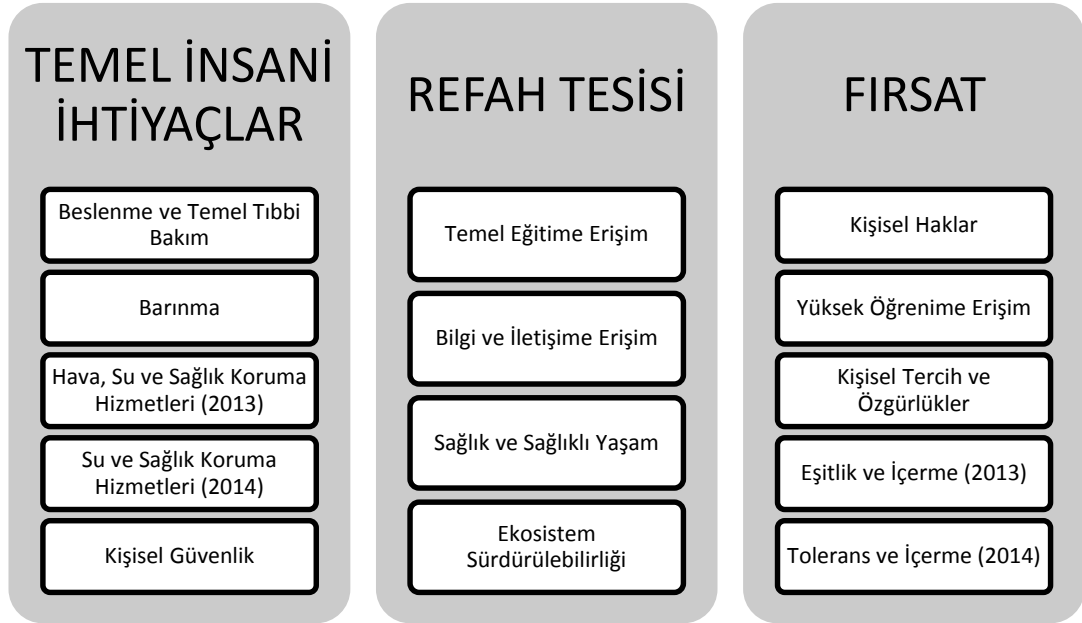 TEMEL İNSANİ
İHTİYAÇLAR
Beslenme ve Temel Tıbbi
Bakım
Barınma
Hava, Su ve Sağlık Koruma
Hizmetleri (2013)
Su ve Sağlık Koruma
Hizmetleri (2014)
Kişisel Güvenlik
REFAH TESİSİ
Temel Eğitime Erişim
Bilgi ve İletişime Erişim
Sağlık ve Sağlıklı Yaşam
Ekosistem
Sürdürülebilirliği
FIRSAT
Kişisel Haklar
Yüksek Öğrenime Erişim
Kişisel Tercih ve
Özgürlükler
Eşitlik ve İçerme (2013)
Tolerans ve İçerme (2014)